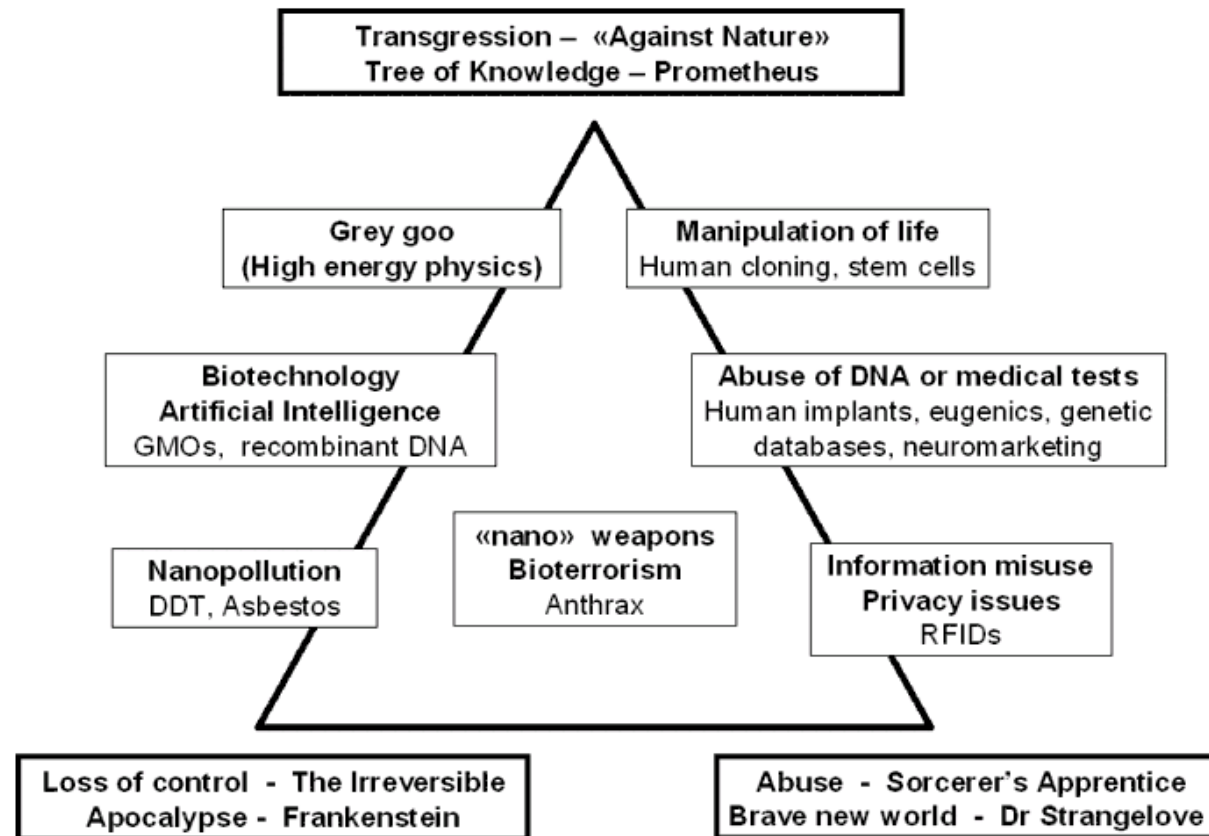 Transgression – «Against Nature»
Tree of Knowledge – Prometheus
Grey goo
(High energy physics)
Manipulation of life
Human cloning, stem cells
Biotechnology
Artificial Intelligence
GMOs, recombinant DNA
Abuse of DNA or medical tests
Human implants, eugenics, genetic
databases, neuromarketing
Nanopollution
DDT, Asbestos
«nano» weapons
Bioterrorism
Anthrax
Information misuse
Privacy issues
RFIDs
Loss of control - The Irreversible
Apocalypse - Frankenstein
Abuse - Sorcerer's Apprentice
Brave new world - Dr Strangelove